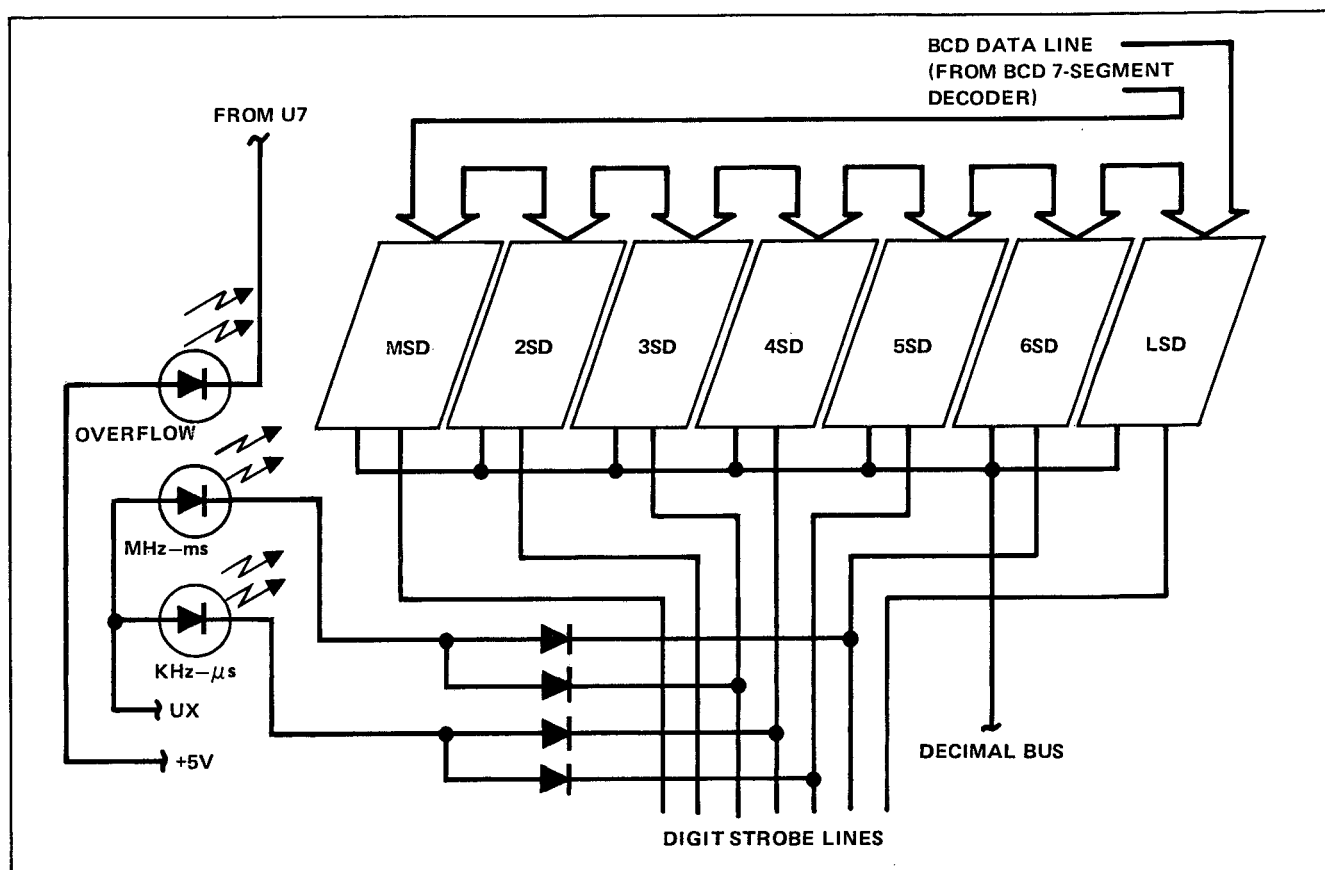 BCD DATA LINE
(FROM BCD 7-SEGMENT
DECODER)
FROM U7
MSD
2SD
3SD
4SD
5SD
6SD
LSD
OVERFLOW
MHz–ms
KHz–μs
UX
+5V
DECIMAL BUS
DIGIT STROBE LINES